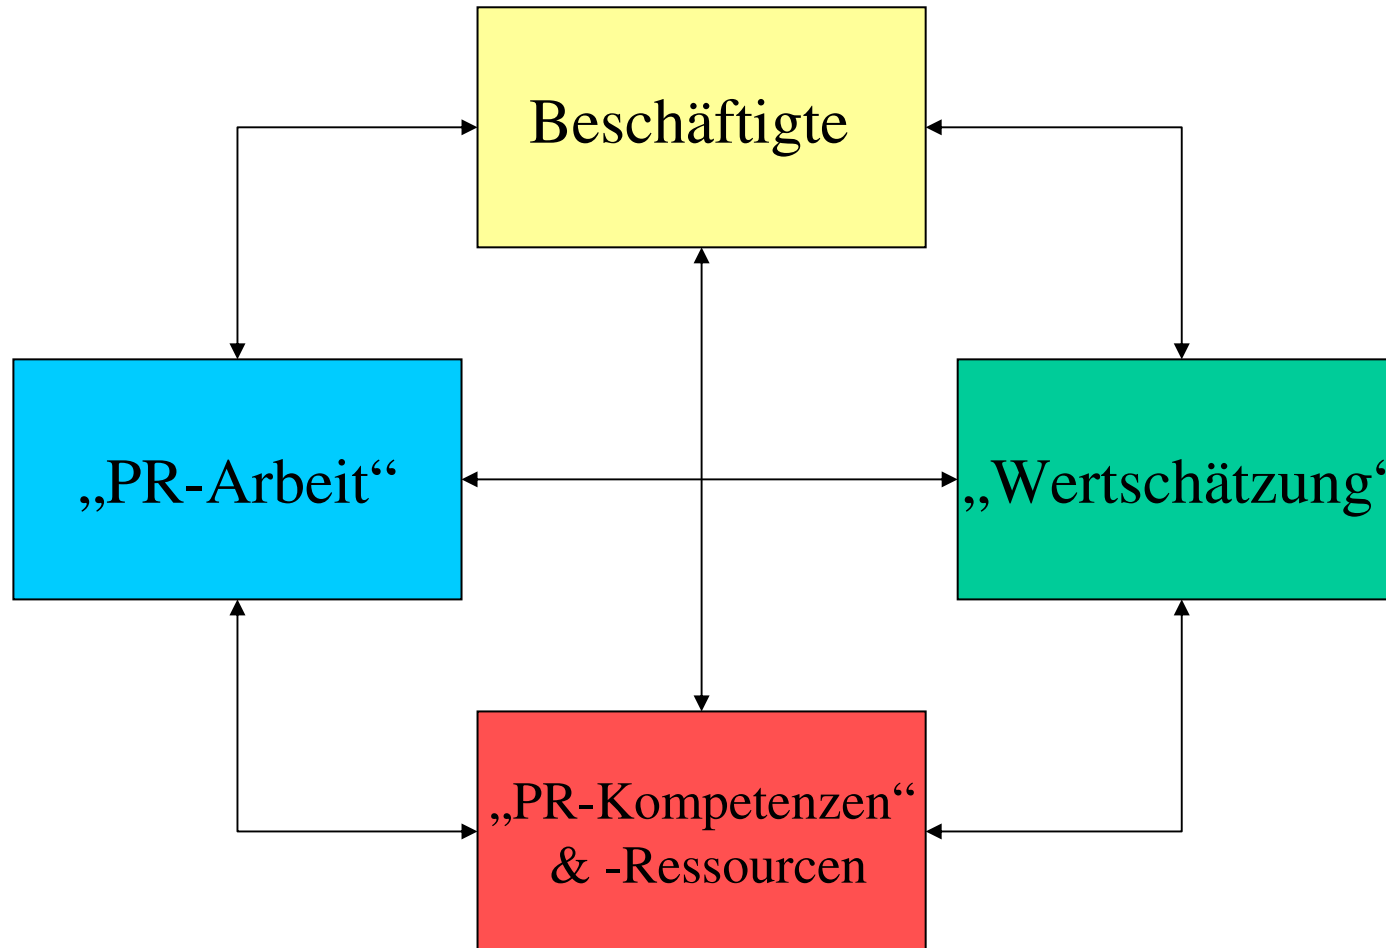 Beschäftigte
„PR-Arbeit“
„Wertschätzung“
„PR-Kompetenzen“
& -Ressourcen